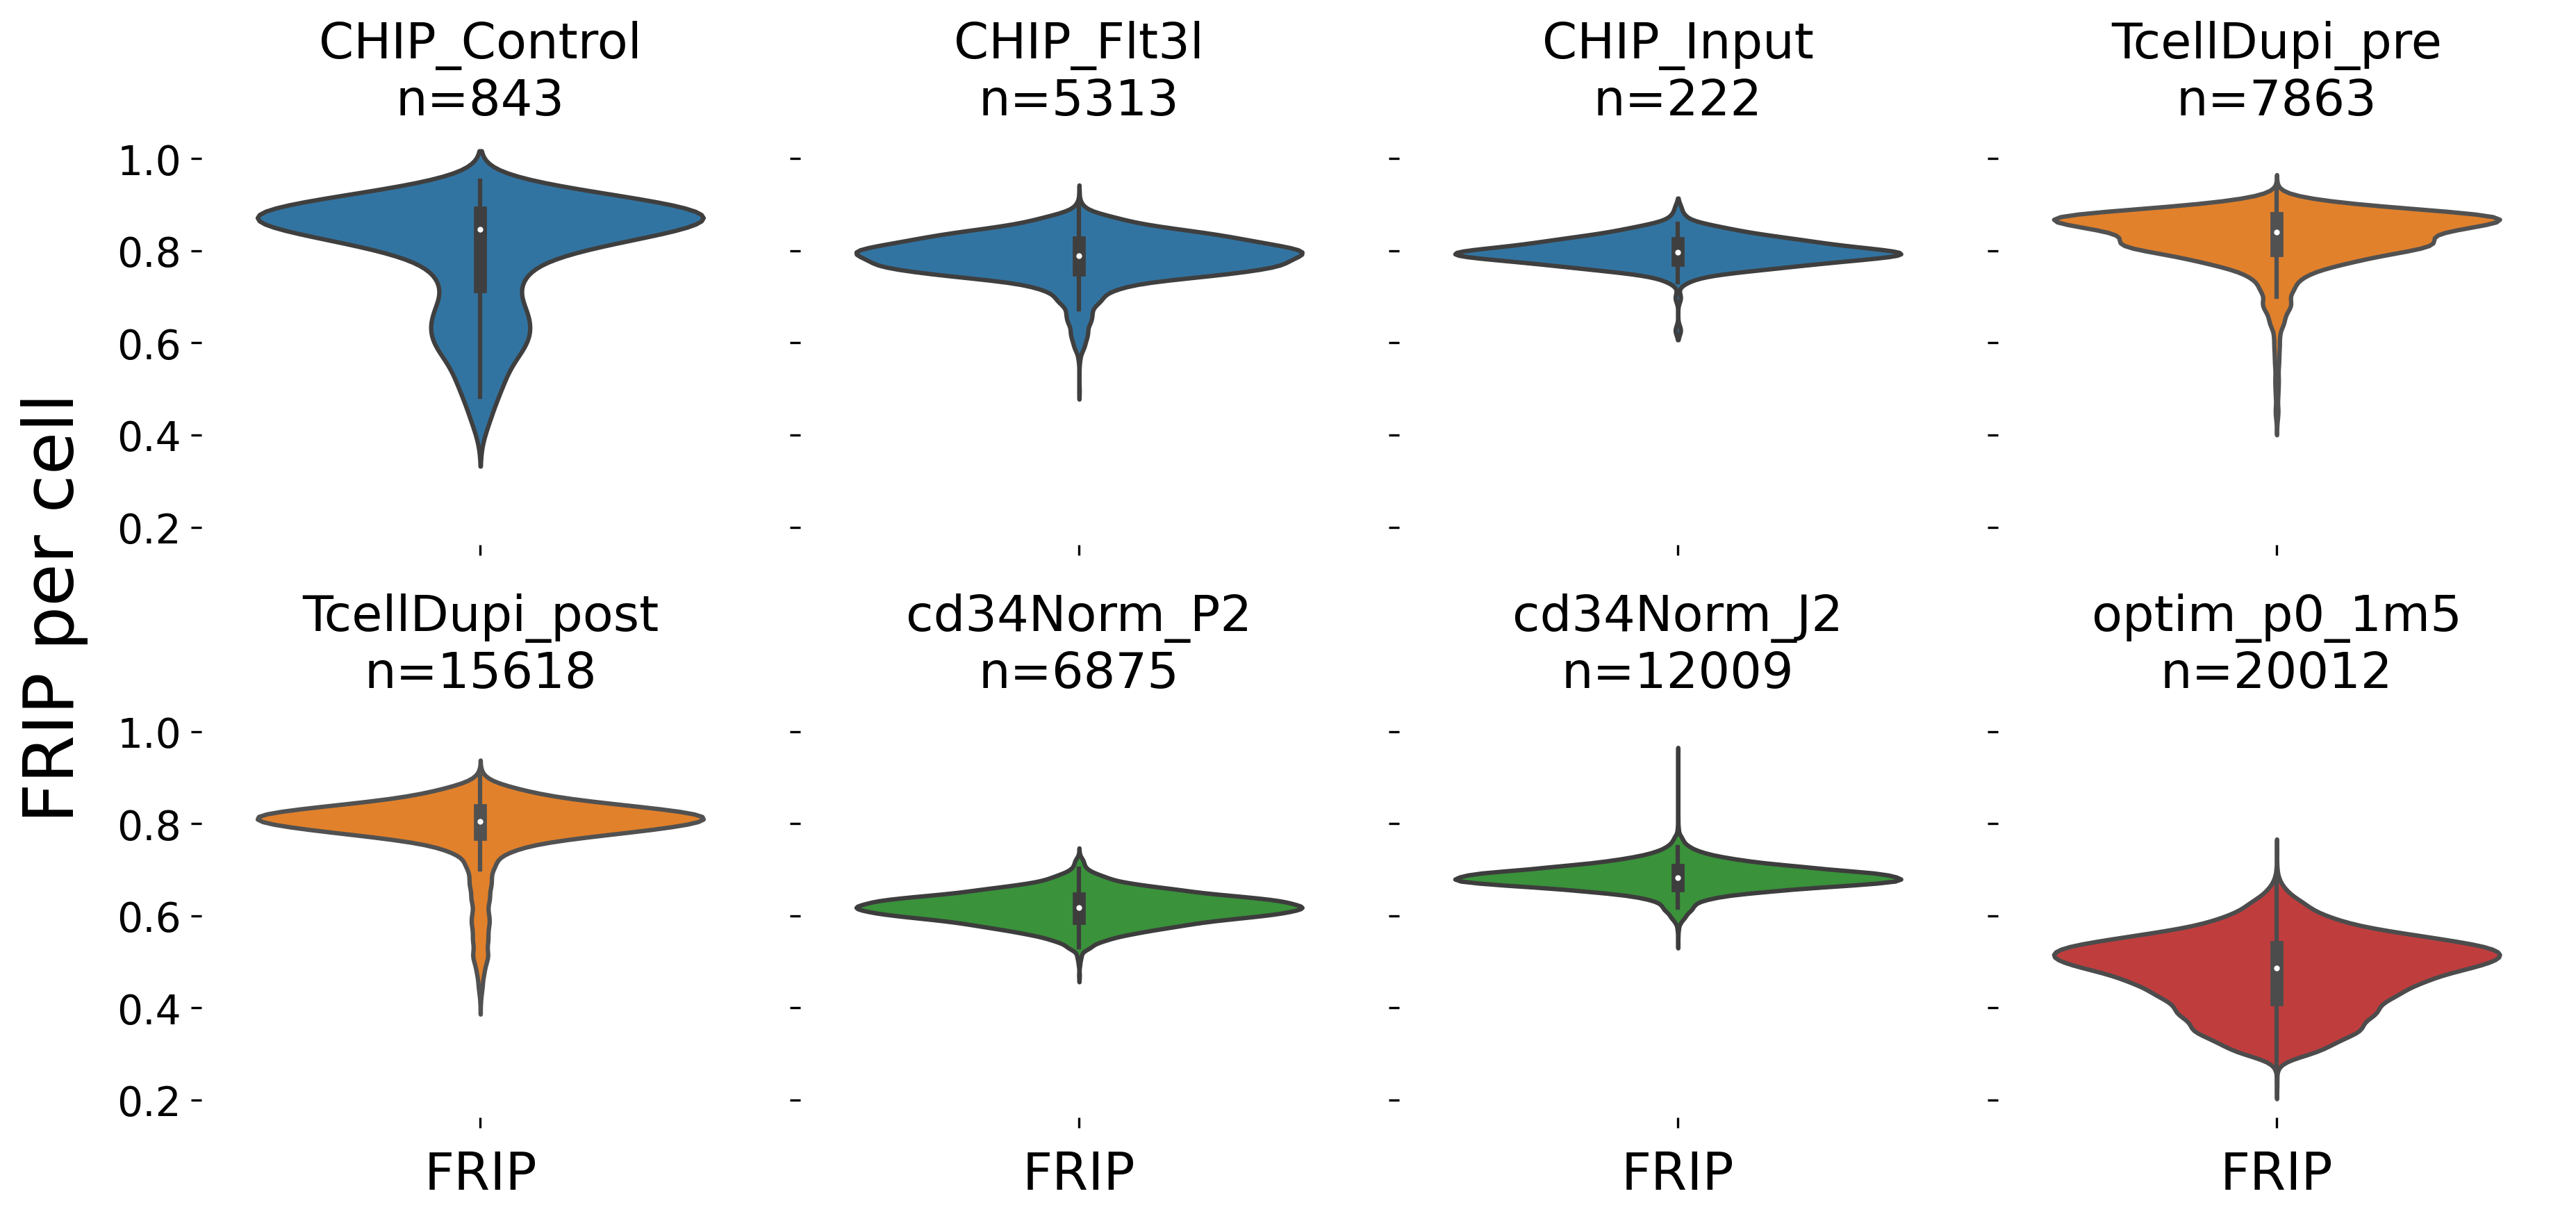 CHIP_Control
n=843
CHIP_Flt3l
n=5313
CHIP_Input
n=222
TcellDupi_pre
n=7863
1.0
0.8
0.6
0.4
0.2
FRIP per cell
TcellDupi_post
n=15618
cd34Norm_P2
n=6875
cd34Norm_J2
n=12009
optim_p0_1m5
n=20012
1.0
0.8
0.6
0.4
0.2
FRIP
FRIP
FRIP
FRIP